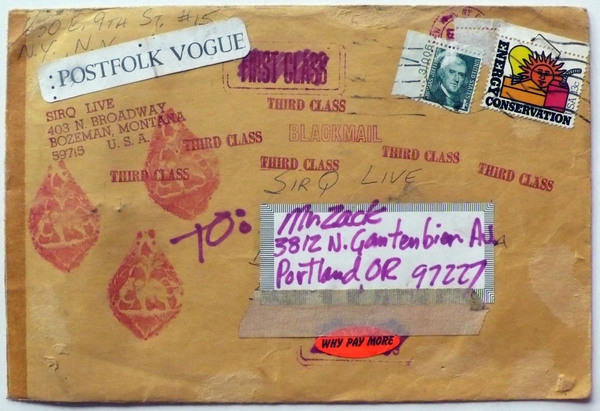 430 E. 9TH ST. #15
N.Y. N.Y.
POSTFOLK VOGUE
FIRST CLASS
ENERGY
CONSERVATION
SIRQ LIVE
403 N. BROADWAY
BOZEMAN, MONTANA
59715 U. S. A.
THIRD CLASS
BLACKMAIL
THIRD CLASS
THIRD CLASS
THIRD CLASS
THIRD CLASS
THIRD CLASS
SIRQ LIVE
TO:
Mr. Zack
3812 N. Gantenbien Av
Portland, OR 97227
WHY PAY MORE